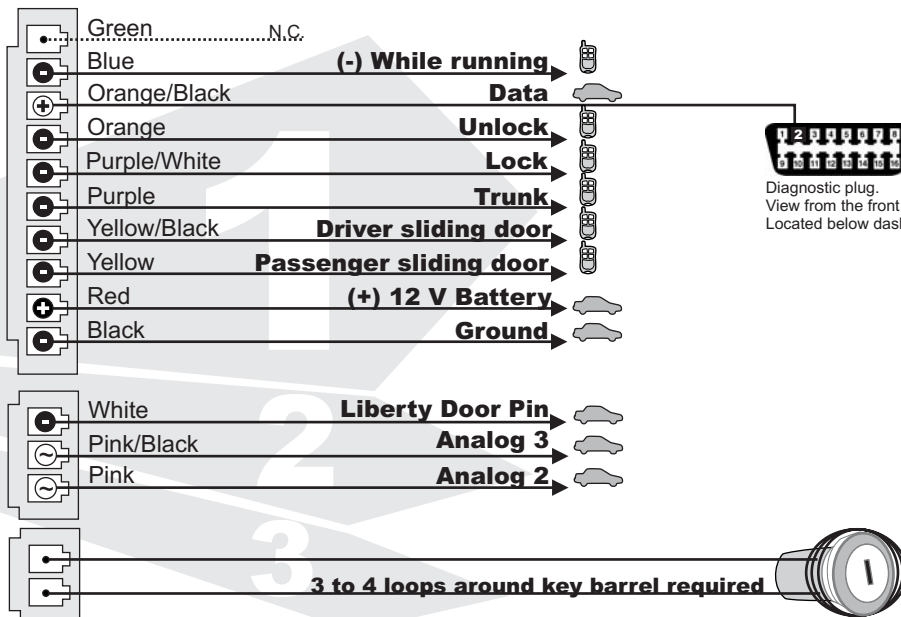 Green N.C.
Blue (-) While running
Orange/Black Data
Orange Unlock
Purple/White Lock
Purple Trunk
Yellow/Black Driver sliding door
Yellow Passenger sliding door
Red (+) 12 V Battery
Black Ground
1
1 2 3 4 5 6 7 8
9 10 11 12 13 14 15 16
Diagnostic plug.
View from the front
Located below das
White Liberty Door Pin
Pink/Black Analog 3
Pink Analog 2
2
3
3 to 4 loops around key barrel required